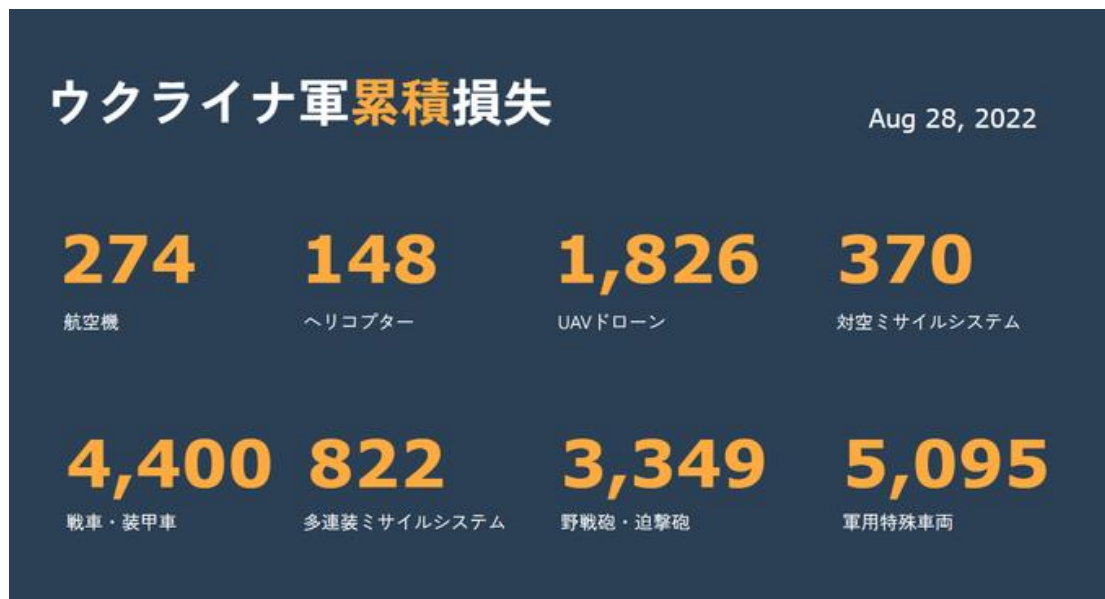 ウクライナ軍累積損失
Aug 28, 2022
274
148
1,826
370
航空機
ヘリコプター
UAVドローン
対空ミサイルシステム
4,400
822
3,349
5,095
戦車・装甲車
多連装ミサイルシステム
野戦砲・迫撃砲
軍用特殊車両